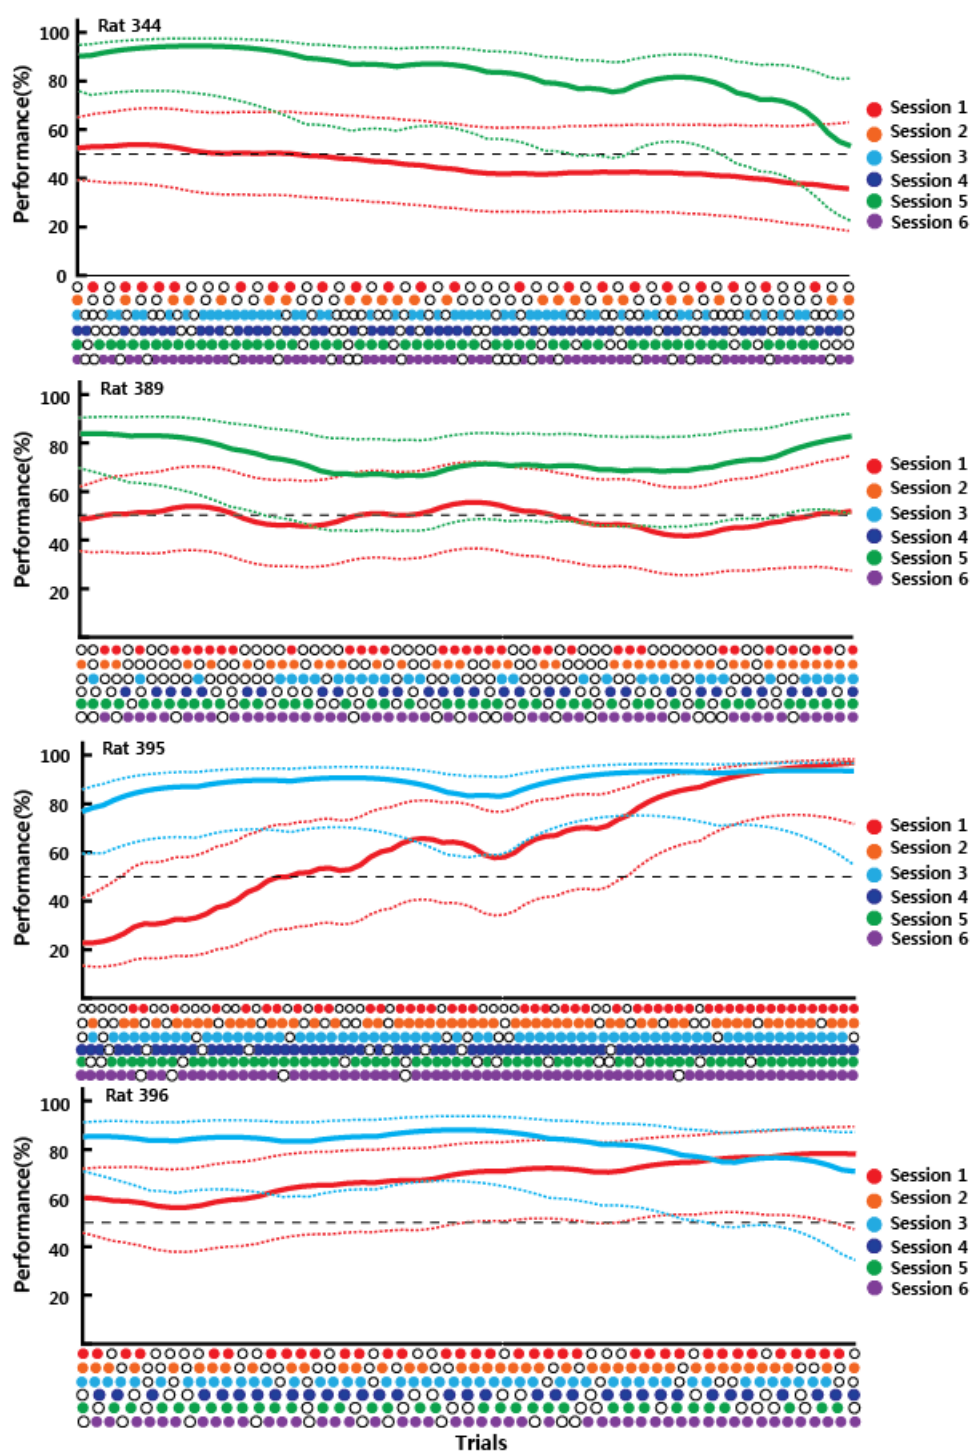 Rat 344
100
80
60
40
20
0
Performance(%)
Session 1
Session 2
Session 3
Session 4
Session 5
Session 6
Rat 389
100
80
60
40
20
Performance(%)
Session 1
Session 2
Session 3
Session 4
Session 5
Session 6
Rat 395
100
80
60
40
20
Performance(%)
Session 1
Session 2
Session 3
Session 4
Session 5
Session 6
Rat 396
100
80
60
40
20
Performance(%)
Session 1
Session 2
Session 3
Session 4
Session 5
Session 6
Trials